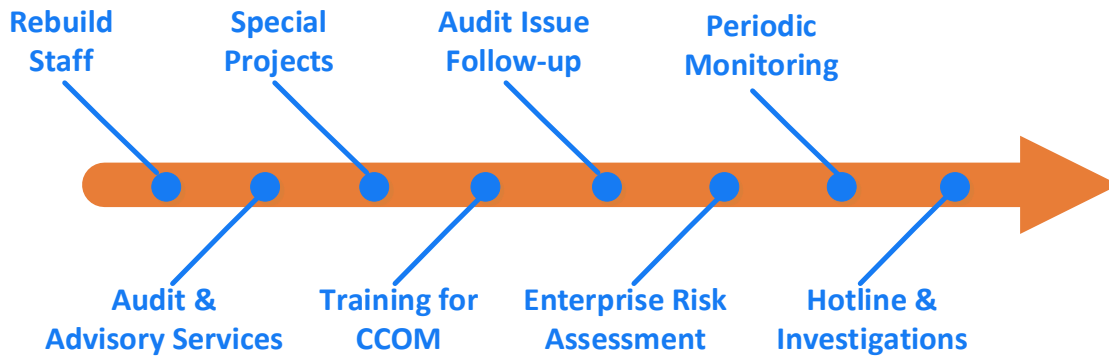 Rebuild
Staff
Special
Projects
Audit Issue
Follow-up
Periodic
Monitoring
Audit &
Advisory Services
Training for
CCOM
Enterprise Risk
Assessment
Hotline &
Investigations